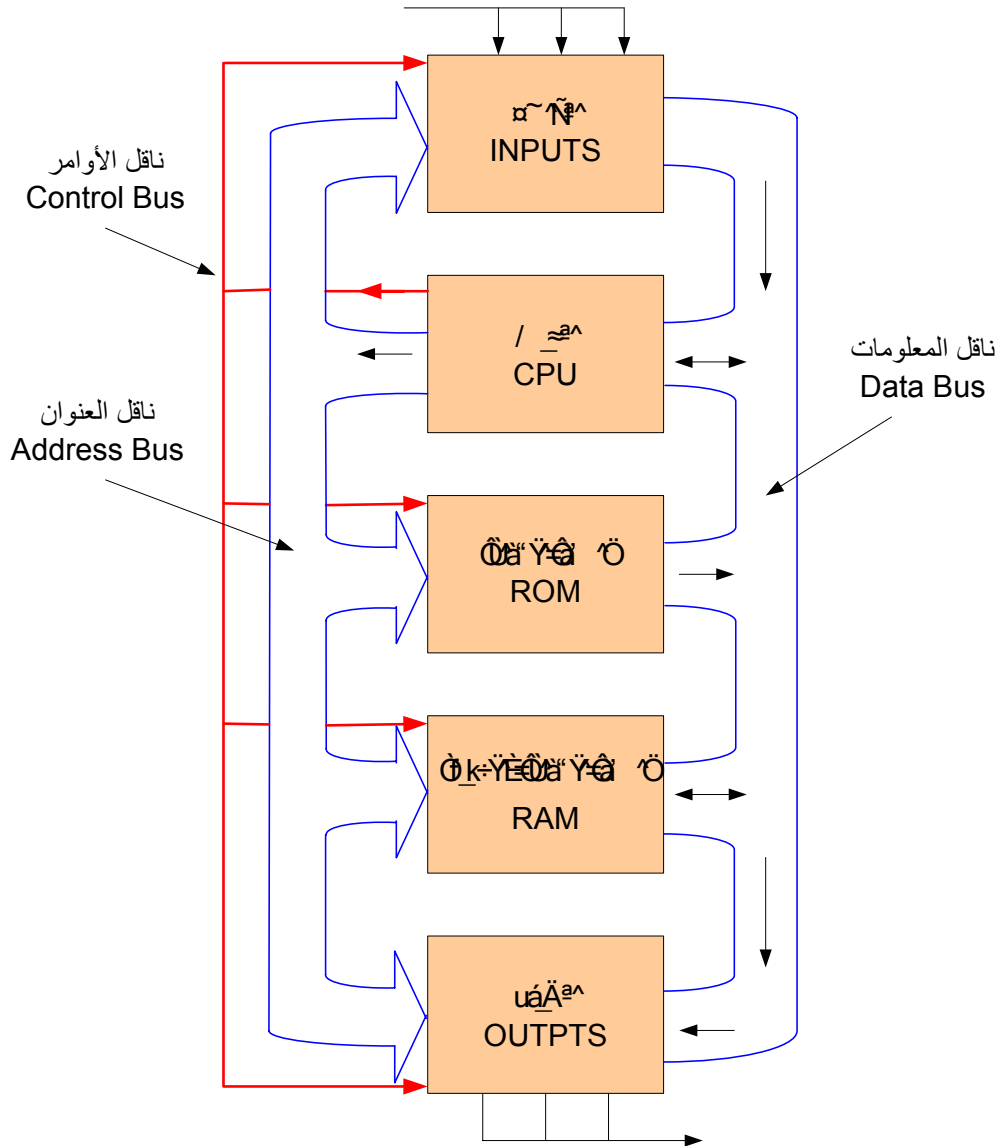 INPUTS
ناقل الأوامر
Control Bus
CPU
ناقل المعلومات
Data Bus
ناقل العنوان
Address Bus
ROM
RAM
OUTPTS